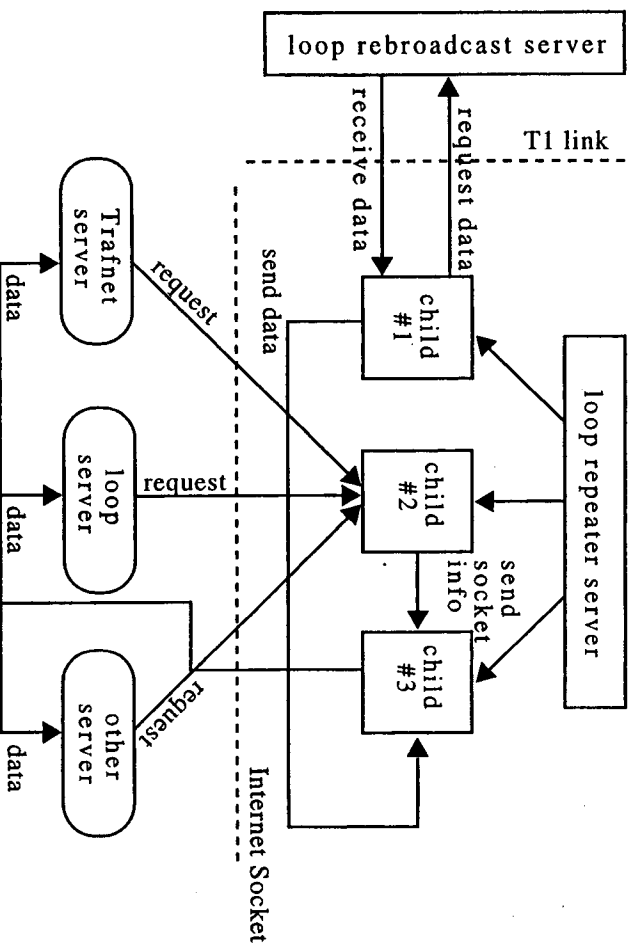 loop rebroadcast server
T1 link
receive data
request data
loop repeater server
child
#1
child
#2
child
#3
send
socket
info
send data
Internet Socket
request
request
request
Trafnet
server
loop
server
other
server
data
data
data